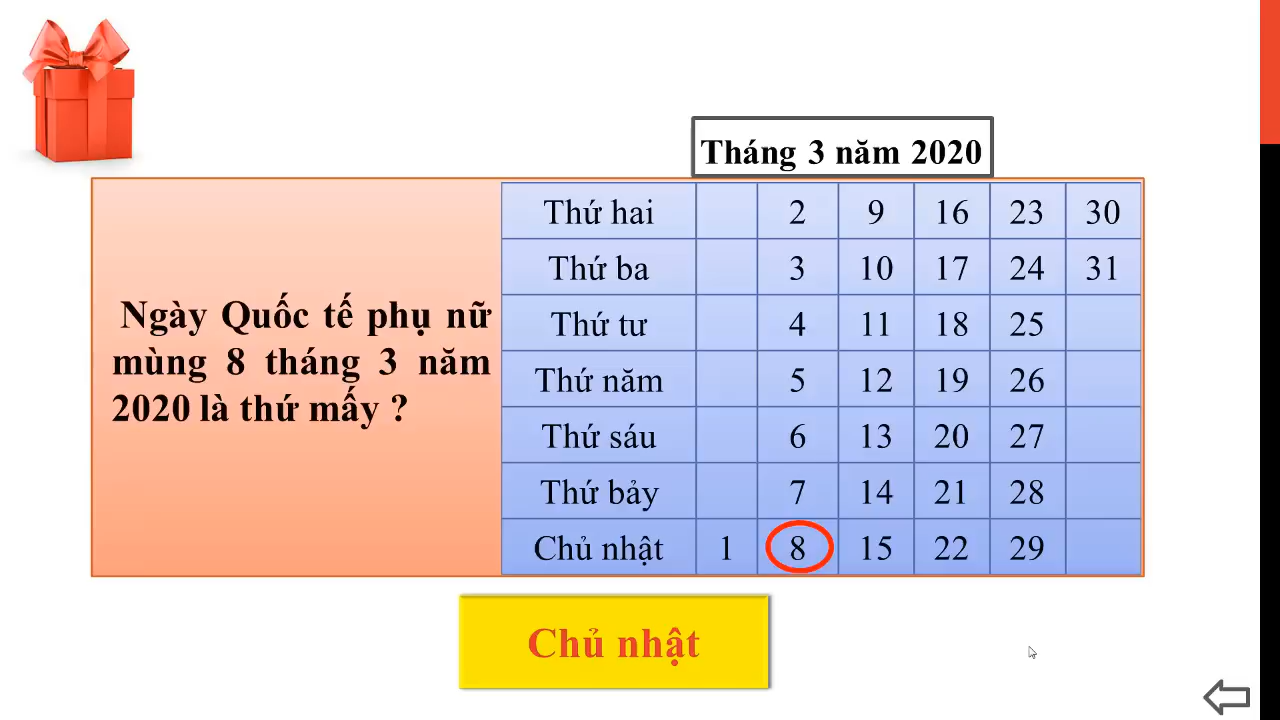 Tháng 3 năm 2020
Ngày Quốc tế phụ nữ
mùng 8 tháng 3 năm
2020 là thứ mấy ?
Thứ hai 2 9 16 23 30
Thứ ba 3 10 17 24 31
Thứ tư 4 11 18 25
Thứ năm 5 12 19 26
Thứ sáu 6 13 20 27
Thứ bảy 7 14 21 28
Chủ nhật 1 8 15 22 29
Chủ nhật